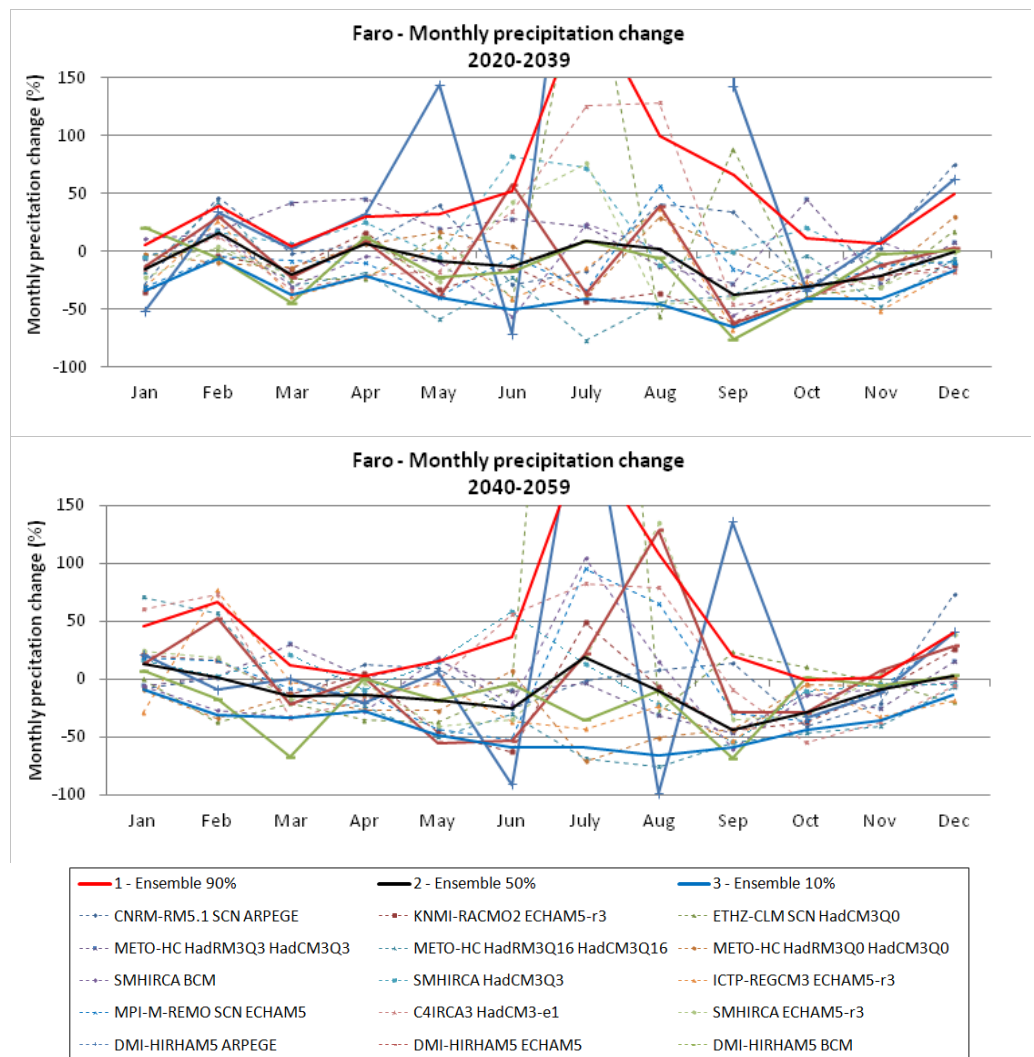 Faro - Monthly precipitation change
2020-2039
Monthly precipitation change (%)
150
100
50
0
-50
-100
Jan Feb Mar Apr May Jun July Aug Sep Oct Nov Dec
Faro - Monthly precipitation change
2040-2059
Monthly precipitation change (%)
150
100
50
0
-50
-100
Jan Feb Mar Apr May Jun July Aug Sep Oct Nov Dec
1 - Ensemble 90% 2 - Ensemble 50% 3 - Ensemble 10%
CNRM-RM5.1 SCN ARPEGE KNMI-RACMO2 ECHAM5-r3 ETHZ-CLM SCN HadCM3Q0
METO-HC HadRM3Q3 HadCM3Q3 METO-HC HadRM3Q16 HadCM3Q16 METO-HC HadRM3Q0 HadCM3Q0
SMHIRCA BCM SMHIRCA HadCM3Q3 ICTP-REGCM3 ECHAM5-r3
MPI-M-REMO SCN ECHAM5 C4IRCA3 HadCM3-e1 SMHIRCA ECHAM5-r3
DMI-HIRHAM5 ARPEGE DMI-HIRHAM5 ECHAM5 DMI-HIRHAM5 BCM